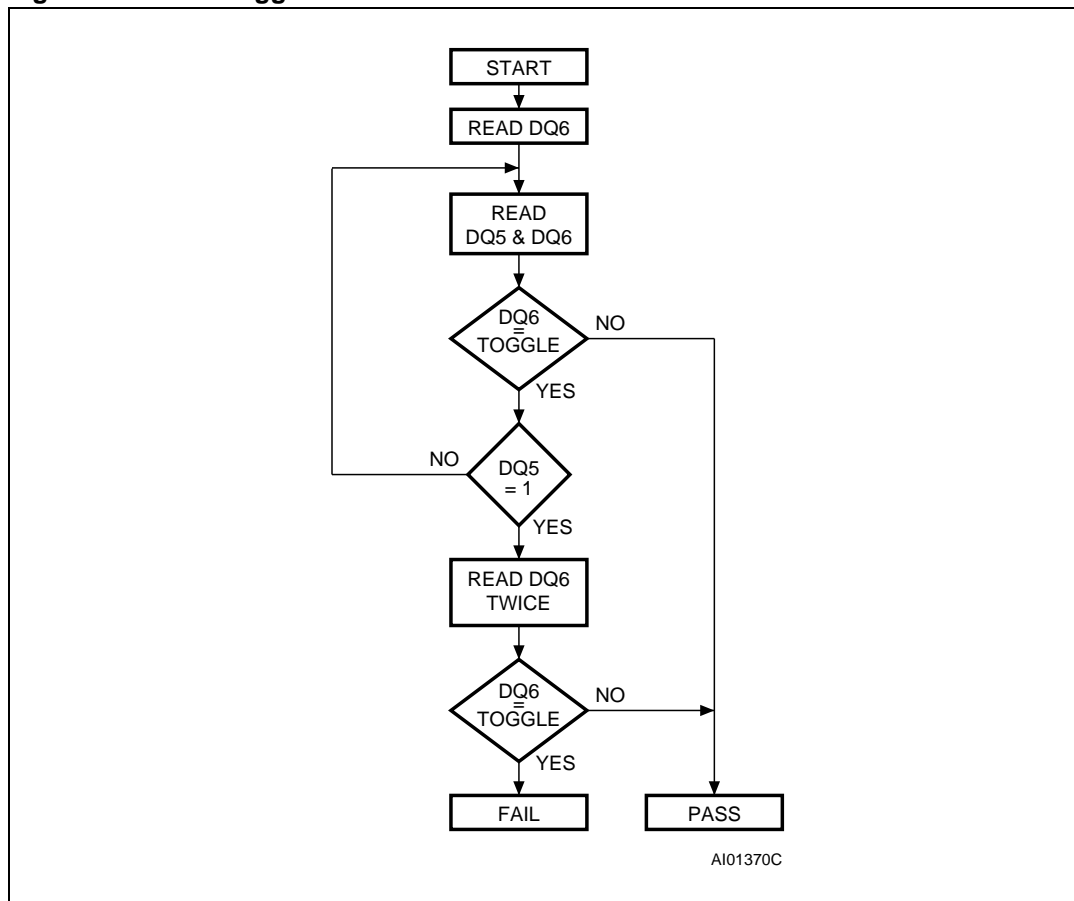 START
READ DQ6
READ
DQ5 & DQ6
DQ6
=
TOGGLE
NO
YES
NO
DQ5
= 1
YES
READ DQ6
TWICE
DQ6
=
TOGGLE
NO
YES
FAIL
PASS
AI01370C